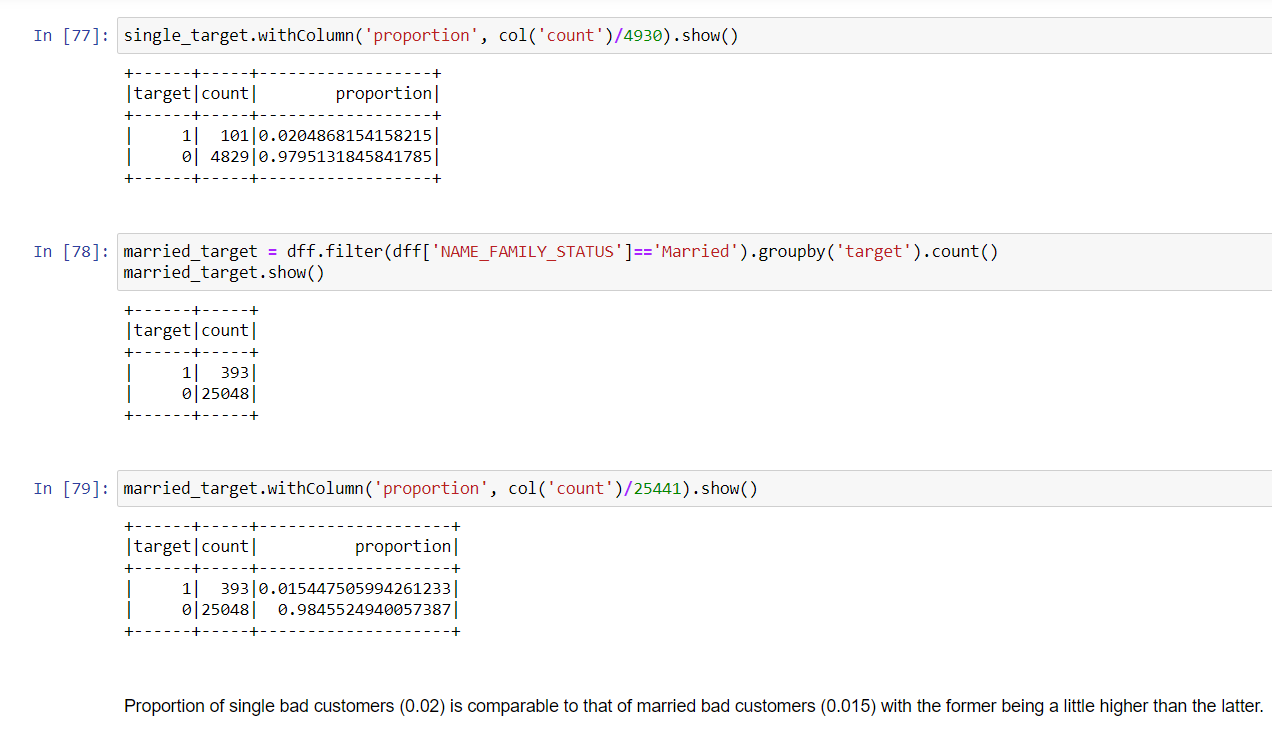 In [77]: single_target.withColumn('proportion', col('count')/4930).show()
+------+-----+------------------+
|target|count|        proportion|
+------+-----+------------------+
|     1|  101|0.0204868154158215|
|     0| 4829|0.9795131845841785|
+------+-----+------------------+
In [78]: married_target = dff.filter(dff['NAME_FAMILY_STATUS']=='Married').groupby('target').count()
married_target.show()
+------+-----+
|target|count|
+------+-----+
|     1|  393|
|     0|25048|
+------+-----+
In [79]: married_target.withColumn('proportion', col('count')/25441).show()
+------+-----+--------------------+
|target|count|          proportion|
+------+-----+--------------------+
|     1|  393|0.015447505994261233|
|     0|25048|  0.9845524940057387|
+------+-----+--------------------+
Proportion of single bad customers (0.02) is comparable to that of married bad customers (0.015) with the former being a little higher than the latter.